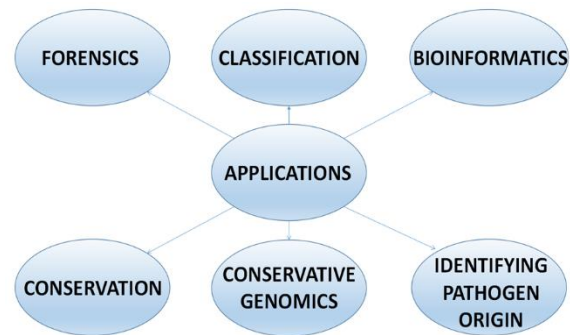 FORENSICS
CLASSIFICATION
BIOINFORMATICS
APPLICATIONS
CONSERVATION
CONSERVATIVE
GENOMICS
IDENTIFYING
PATHOGEN
ORIGIN